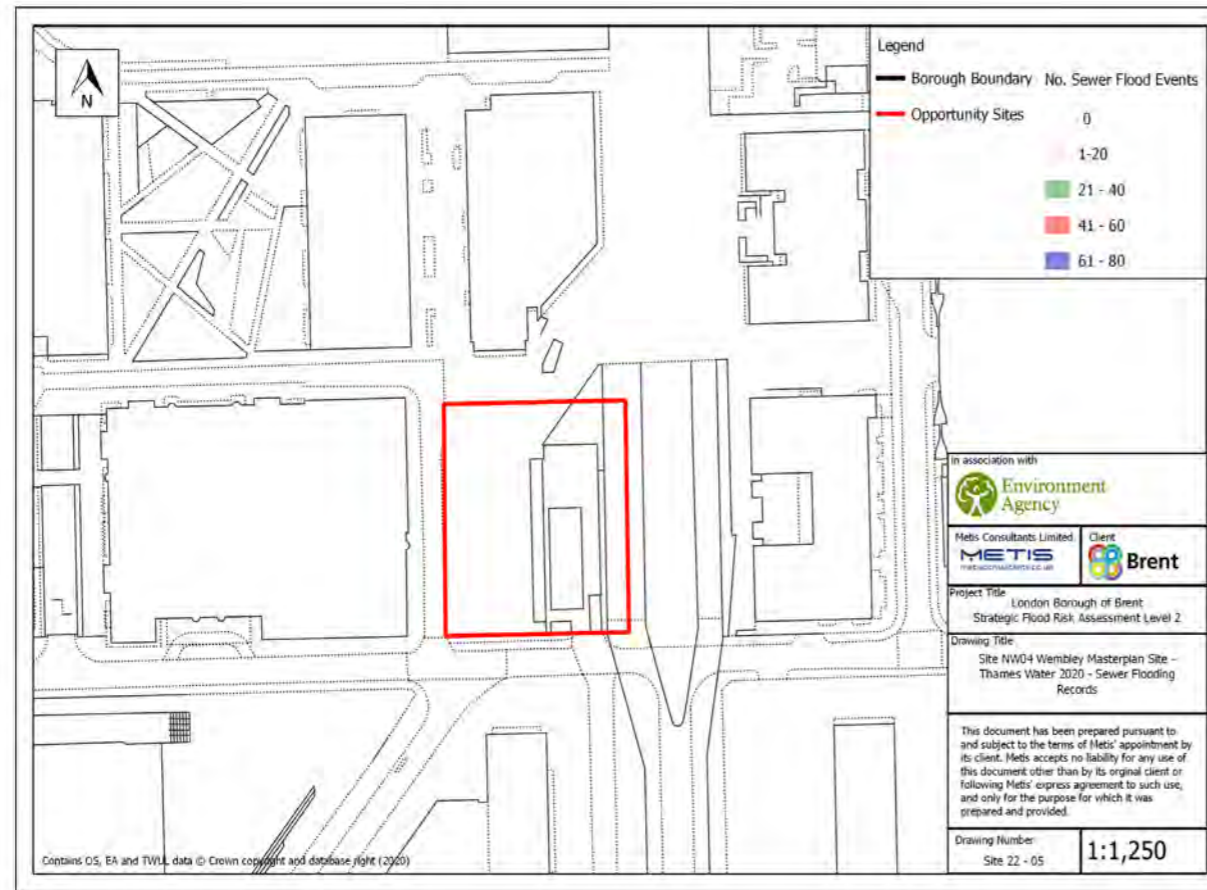 N
Legend
Borough Boundary
Opportunity Sites
No. Sewer Flood Events
0
1-20
21 - 40
41 - 60
61 - 80
In association with
Environment
Agency
Metis Consultants Limited
METIS
metisconsultants.co.uk
Client
Brent
Project Title
London Borough of Brent
Strategic Flood Risk Assessment Level 2
Drawing Title
Site NW04 Wembley Masterplan Site -
Thames Water 2020 - Sewer Flooding
Records
This document has been prepared pursuant to
and subject to the terms of Metis' appointment by
its client. Metis accepts no liability for any use of
this document other than by its orginal client or
following Metis' express agreement to such use,
and only for the purpose for which it was
prepared and provided.
Drawing Number
Site 22 - 05
1:1,250
Contains OS, EA and TWUL data © Crown copyright and database right (2020)